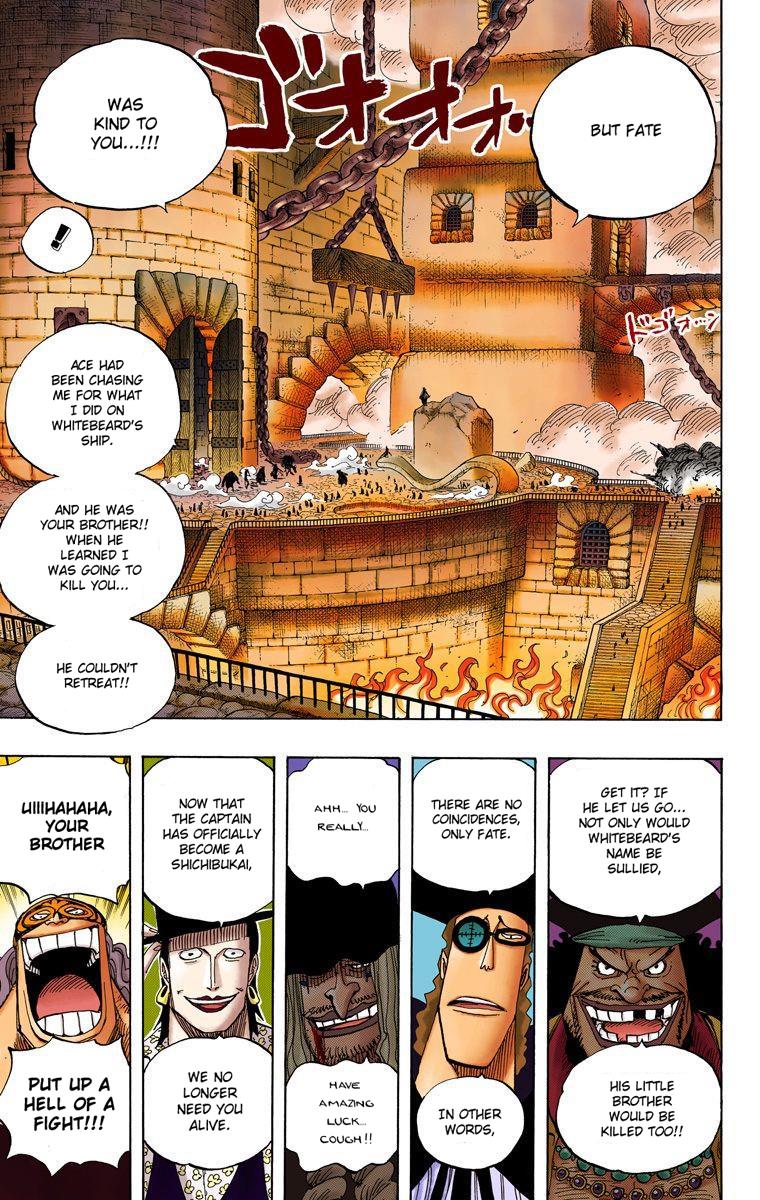 BUT FATE
ゴオオオオ…
WAS
KIND TO
YOU...!!!
!
ドゴォ…ン
ACE HAD
BEEN CHASING
ME FOR WHAT
I DID ON
WHITEBEARD'S
SHIP.
AND HE WAS
YOUR BROTHER!!
WHEN HE
LEARNED I
WAS GOING TO
KILL YOU...
HE COULDN'T
RETREAT!!
GET IT? IF
HE LET US GO...
NOT ONLY WOULD
WHITEBEARD'S
NAME BE
SULLIED,
HIS LITTLE
BROTHER
WOULD BE
KILLED TOO!!
THERE ARE NO
COINCIDENCES,
ONLY FATE.
IN OTHER
WORDS,
AHH... YOU
REALLY...
HAVE
AMAZING
LUCK...
COUGH!!
NOW THAT
THE CAPTAIN
HAS OFFICIALLY
BECOME A
SHICHIBUKAI,
WE NO
LONGER
NEED YOU
ALIVE.
UIIIHAHAHA,
YOUR
BROTHER
PUT UP A
HELL OF A
FIGHT!!!